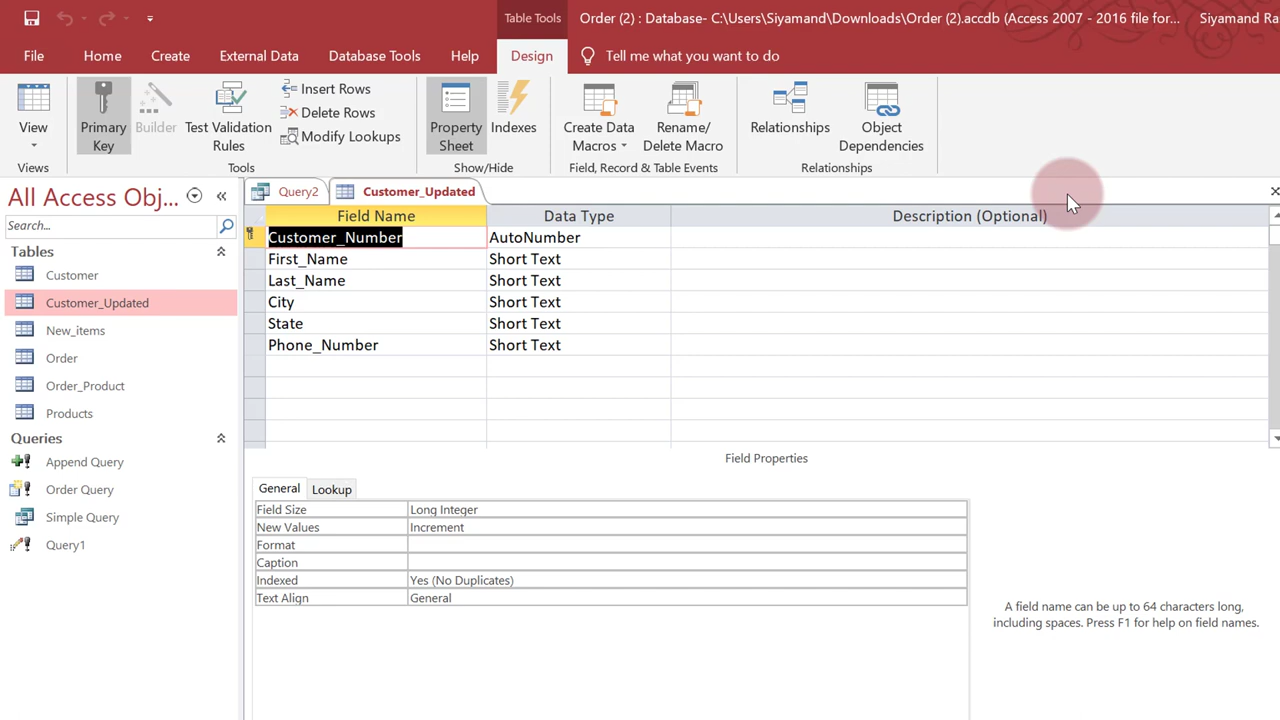 Table Tools
Order (2) : Database- C:\Users\Siyamand\Downloads\Order (2).accdb (Access 2007 - 2016 file for...
Siyamand Ra
File
Home
Create
External Data
Database Tools
Help
Design
Tell me what you want to do
View
Primary Key
Builder
Test Validation Rules
Insert Rows
Delete Rows
Modify Lookups
Property Sheet
Indexes
Create Data Macros
Rename/ Delete Macro
Relationships
Object Dependencies
Views
Tools
Show/Hide
Field, Record & Table Events
Relationships
All Access Obj...
Search...
Tables
Customer
Customer_Updated
New_items
Order
Order_Product
Products
Queries
Append Query
Order Query
Simple Query
Query1
Query2
Customer_Updated
Field Name Data Type Description (Optional)
Customer_Number AutoNumber
First_Name Short Text
Last_Name Short Text
City Short Text
State Short Text
Phone_Number Short Text
Field Properties
General Lookup
Field Size Long Integer
New Values Increment
Format
Caption
Indexed Yes (No Duplicates)
Text Align General
A field name can be up to 64 characters long,
including spaces. Press F1 for help on field names.